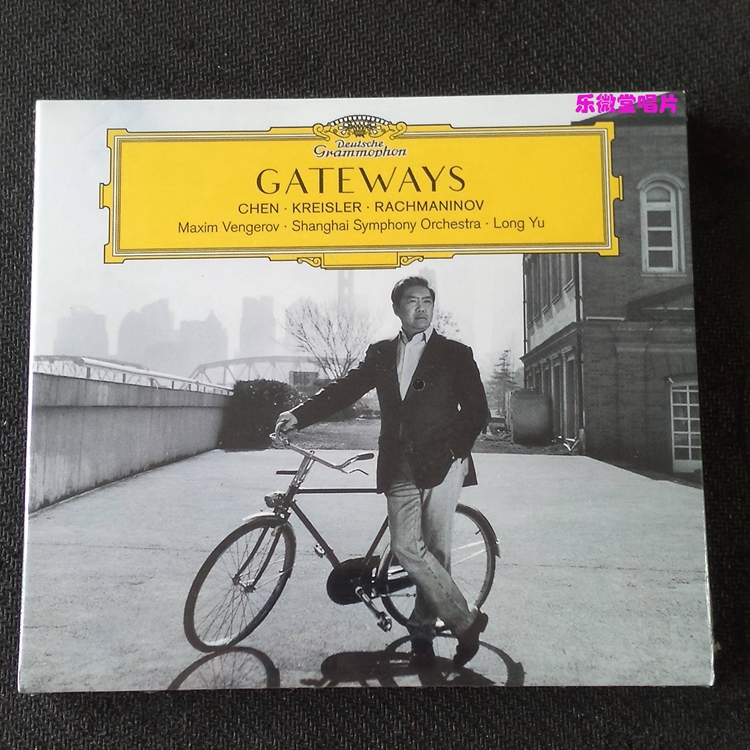 乐微堂唱片
Deutsche
Grammophon
GATEWAYS
CHEN · KREISLER · RACHMANINOV
Maxim Vengerov · Shanghai Symphony Orchestra · Long Yu